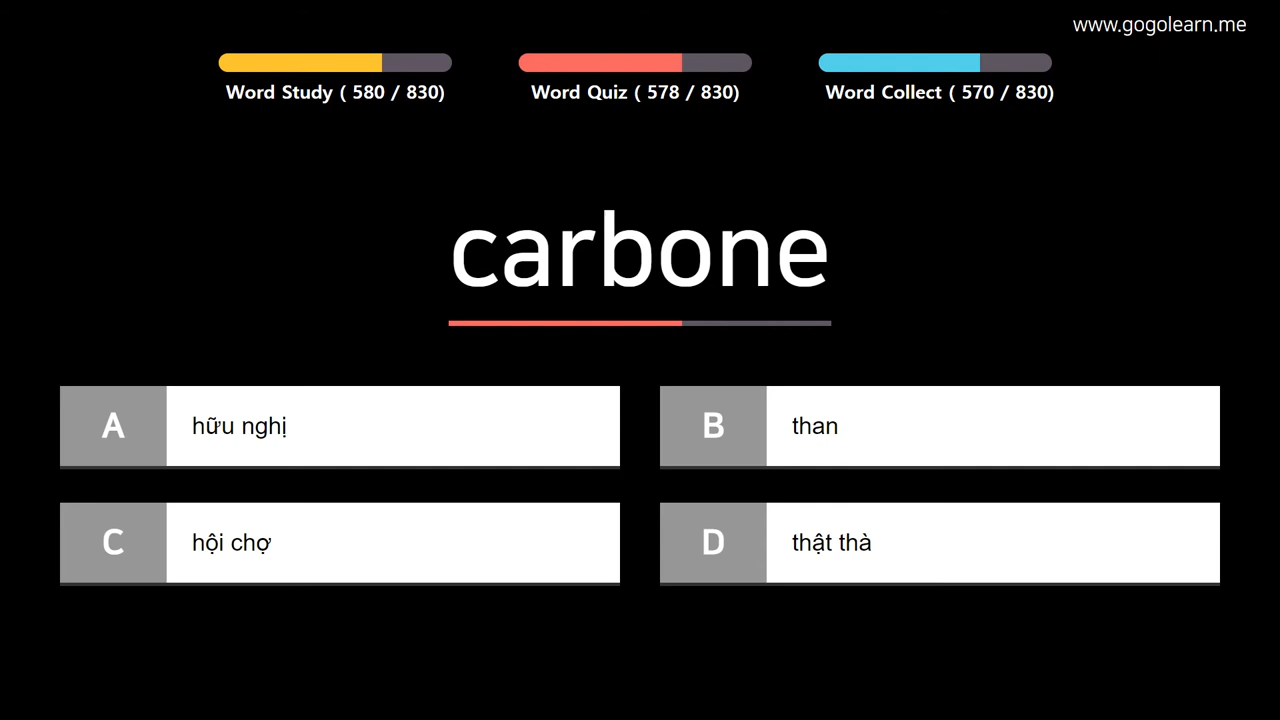 www.gogolearn.me
Word Study ( 580 / 830)
Word Quiz ( 578 / 830)
Word Collect ( 570 / 830)
carbone
A
hữu nghị
B
than
C
hội chợ
D
thật thà